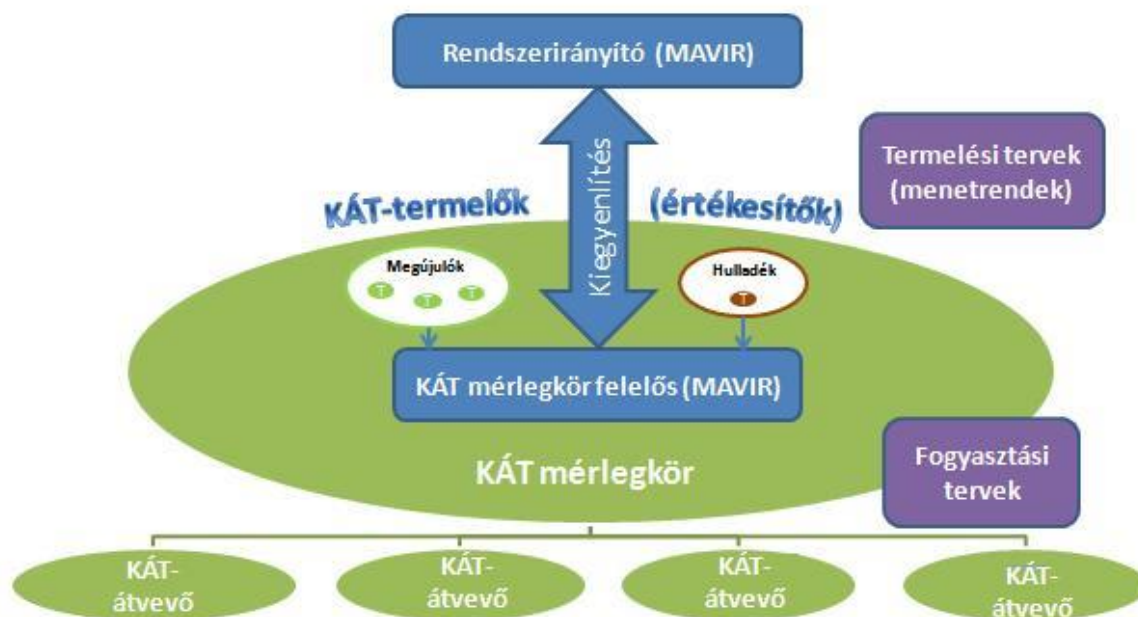 Rendszerirányító (MAVIR)
Termelési tervek
(menetrendek)
Kiegyenlítés
KÁT-termelők
(értékesítők)
Megújulók
T
T
T
Hulladék
T
KÁT mérlegkör felelős (MAVIR)
KÁT mérlegkör
Fogyasztási
tervek
KÁT-
átvevő
KÁT-
átvevő
KÁT-
átvevő
KÁT-
átvevő